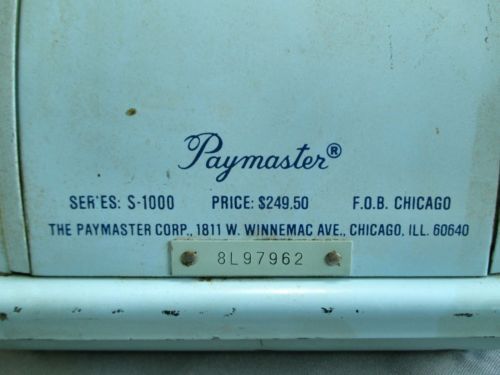 Paymaster®
SERIES: S-1000 PRICE: $249.50 F.O.B. CHICAGO
THE PAYMASTER CORP., 1811 W. WINNEMAC AVE., CHICAGO, ILL. 60640
8L97962